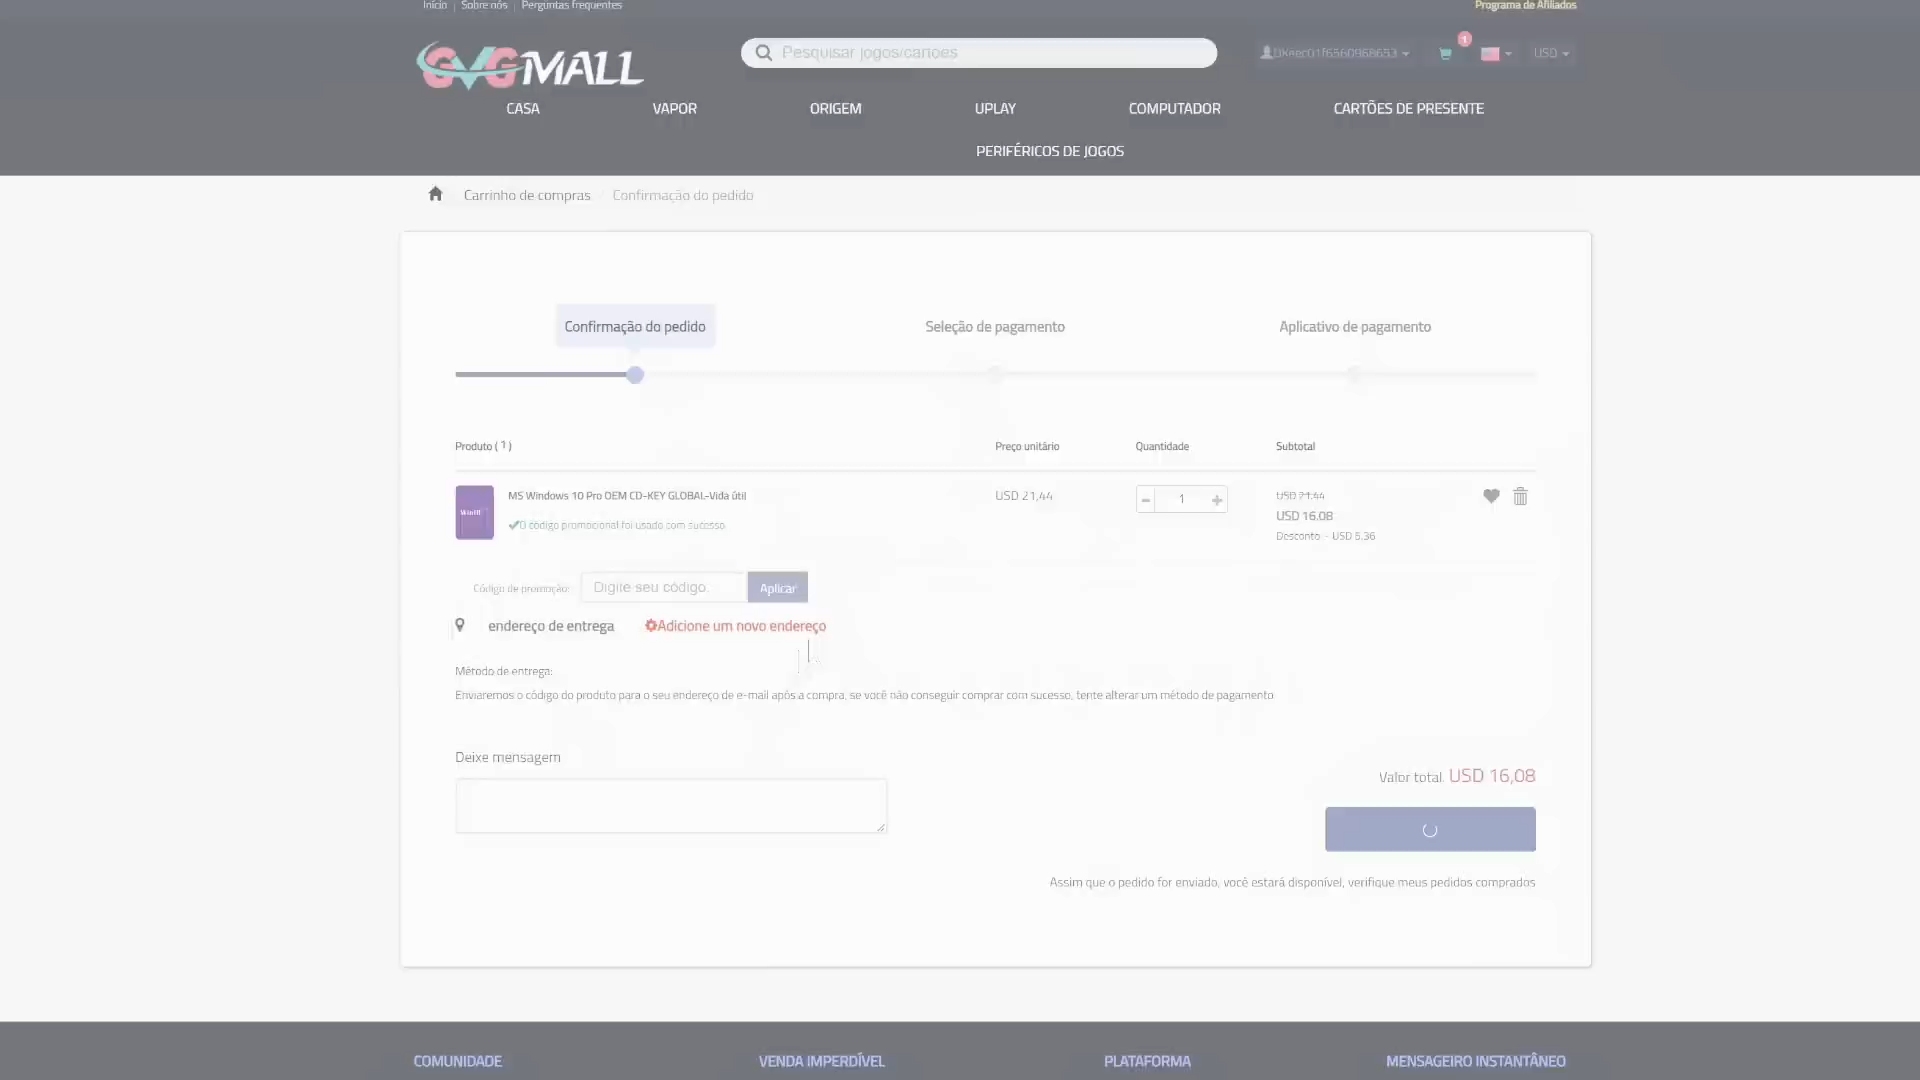 Início | Sobre nós | Perguntas frequentes
Programa de Afiliados
GVGMALL
Pesquisar jogos/cartões
1
USD
CASA
VAPOR
ORIGEM
UPLAY
COMPUTADOR
CARTÕES DE PRESENTE
PERIFÉRICOS DE JOGOS
Carrinho de compras / Confirmação do pedido
Confirmação do pedido
Seleção de pagamento
Aplicativo de pagamento
Produto ( 1 )
Preço unitário
Quantidade
Subtotal
MS Windows 10 Pro OEM CD-KEY GLOBAL-Vida útil
USD 21,44
1
USD 21.44
USD 16.08
O código promocional foi usado com sucesso
Desconto - USD 5.36
Código de promoção:
Digite seu código.
Aplicar
endereço de entrega
Adicione um novo endereço
Método de entrega:
Enviaremos o código do produto para o seu endereço de e-mail após a compra, se você não conseguir comprar com sucesso, tente alterar um método de pagamento
Deixe mensagem
Valor total. USD 16,08
Assim que o pedido for enviado, você estará disponível, verifique meus pedidos comprados
COMUNIDADE
VENDA IMPERDÍVEL
PLATAFORMA
MENSAGEIRO INSTANTÂNEO